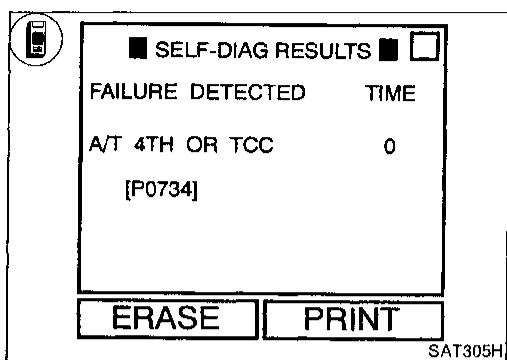 ■ SELF-DIAG RESULTS ■ □
FAILURE DETECTED TIME
A/T 4TH OR TCC 0
[P0734]
ERASE PRINT
SAT305H